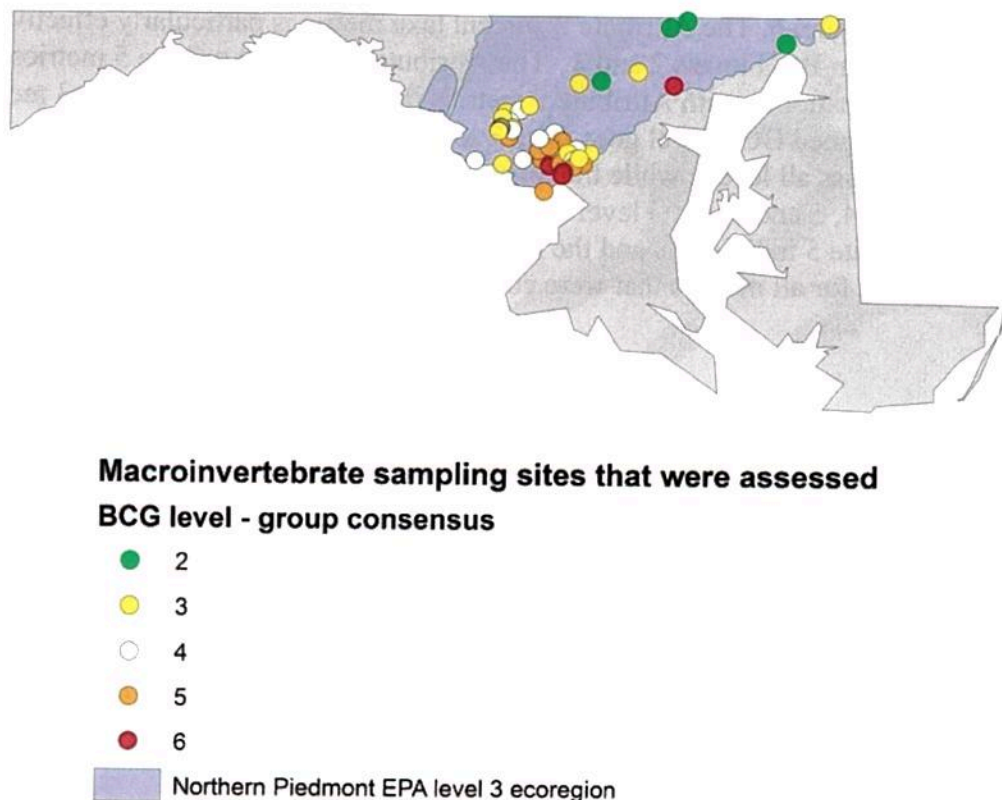 Macroinvertebrate sampling sites that were assessed
BCG level - group consensus
2
3
4
5
6
Northern Piedmont EPA level 3 ecoregion